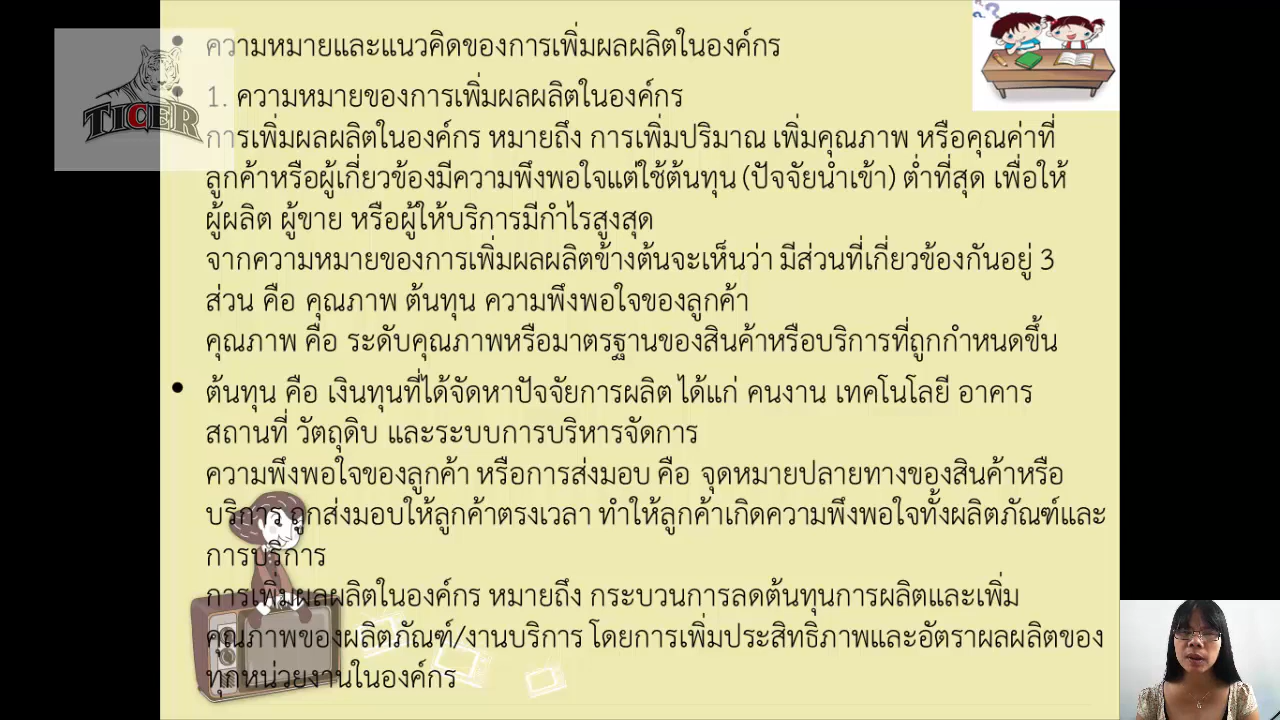 ความหมายและแนวคิดของการเพิ่มผลผลิตในองค์กร
1. ความหมายของการเพิ่มผลผลิตในองค์กร
การเพิ่มผลผลิตในองค์กร หมายถึง การเพิ่มปริมาณ เพิ่มคุณภาพ หรือคุณค่าที่
ลูกค้าหรือผู้เกี่ยวข้องมีความพึงพอใจแต่ใช้ต้นทุน (ปัจจัยนำเข้า) ต่ำที่สุด เพื่อให้
ผู้ผลิต ผู้ขาย หรือผู้ให้บริการมีกำไรสูงสุด
จากความหมายของการเพิ่มผลผลิตข้างต้นจะเห็นว่า มีส่วนที่เกี่ยวข้องกันอยู่ 3
ส่วน คือ คุณภาพ ต้นทุน ความพึงพอใจของลูกค้า
คุณภาพ คือ ระดับคุณภาพหรือมาตรฐานของสินค้าหรือบริการที่ถูกกำหนดขึ้น
ต้นทุน คือ เงินทุนที่ได้จัดหาปัจจัยการผลิต ได้แก่ คนงาน เทคโนโลยี อาคาร
สถานที่ วัตถุดิบ และระบบการบริหารจัดการ
ความพึงพอใจของลูกค้า หรือการส่งมอบ คือ จุดหมายปลายทางของสินค้าหรือ
บริการ ถูกส่งมอบให้ลูกค้าตรงเวลา ทำให้ลูกค้าเกิดความพึงพอใจทั้งผลิตภัณฑ์และ
การบริการ
การเพิ่มผลผลิตในองค์กร หมายถึง กระบวนการลดต้นทุนการผลิตและเพิ่ม
คุณภาพของผลิตภัณฑ์/งานบริการ โดยการเพิ่มประสิทธิภาพและอัตราผลผลิตของ
ทุกหน่วยงานในองค์กร
TICER